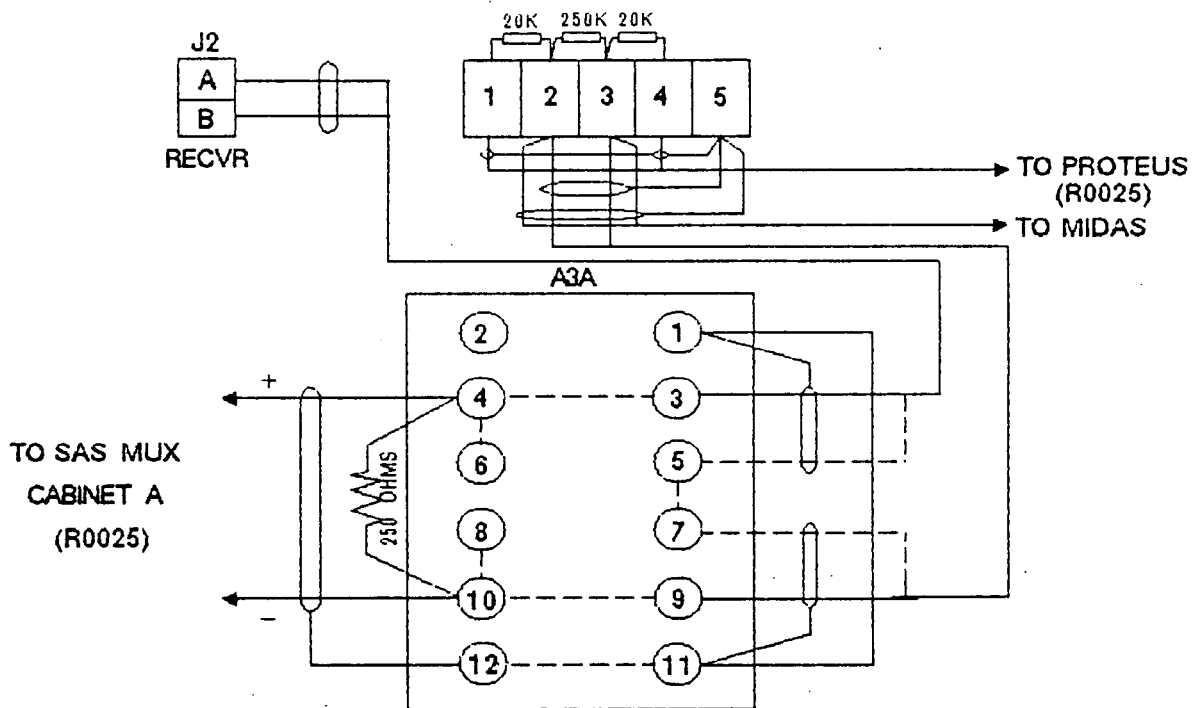 20K 250K 20K
J2
A
B
RECVR
1 2 3 4 5
TO PROTEUS
(R0025)
TO MIDAS
A3A
2 1
+
4 3
TO SAS MUX
CABINET A
(R0025)
250 OHMS
6 5
8 7
10 9
−
12 11